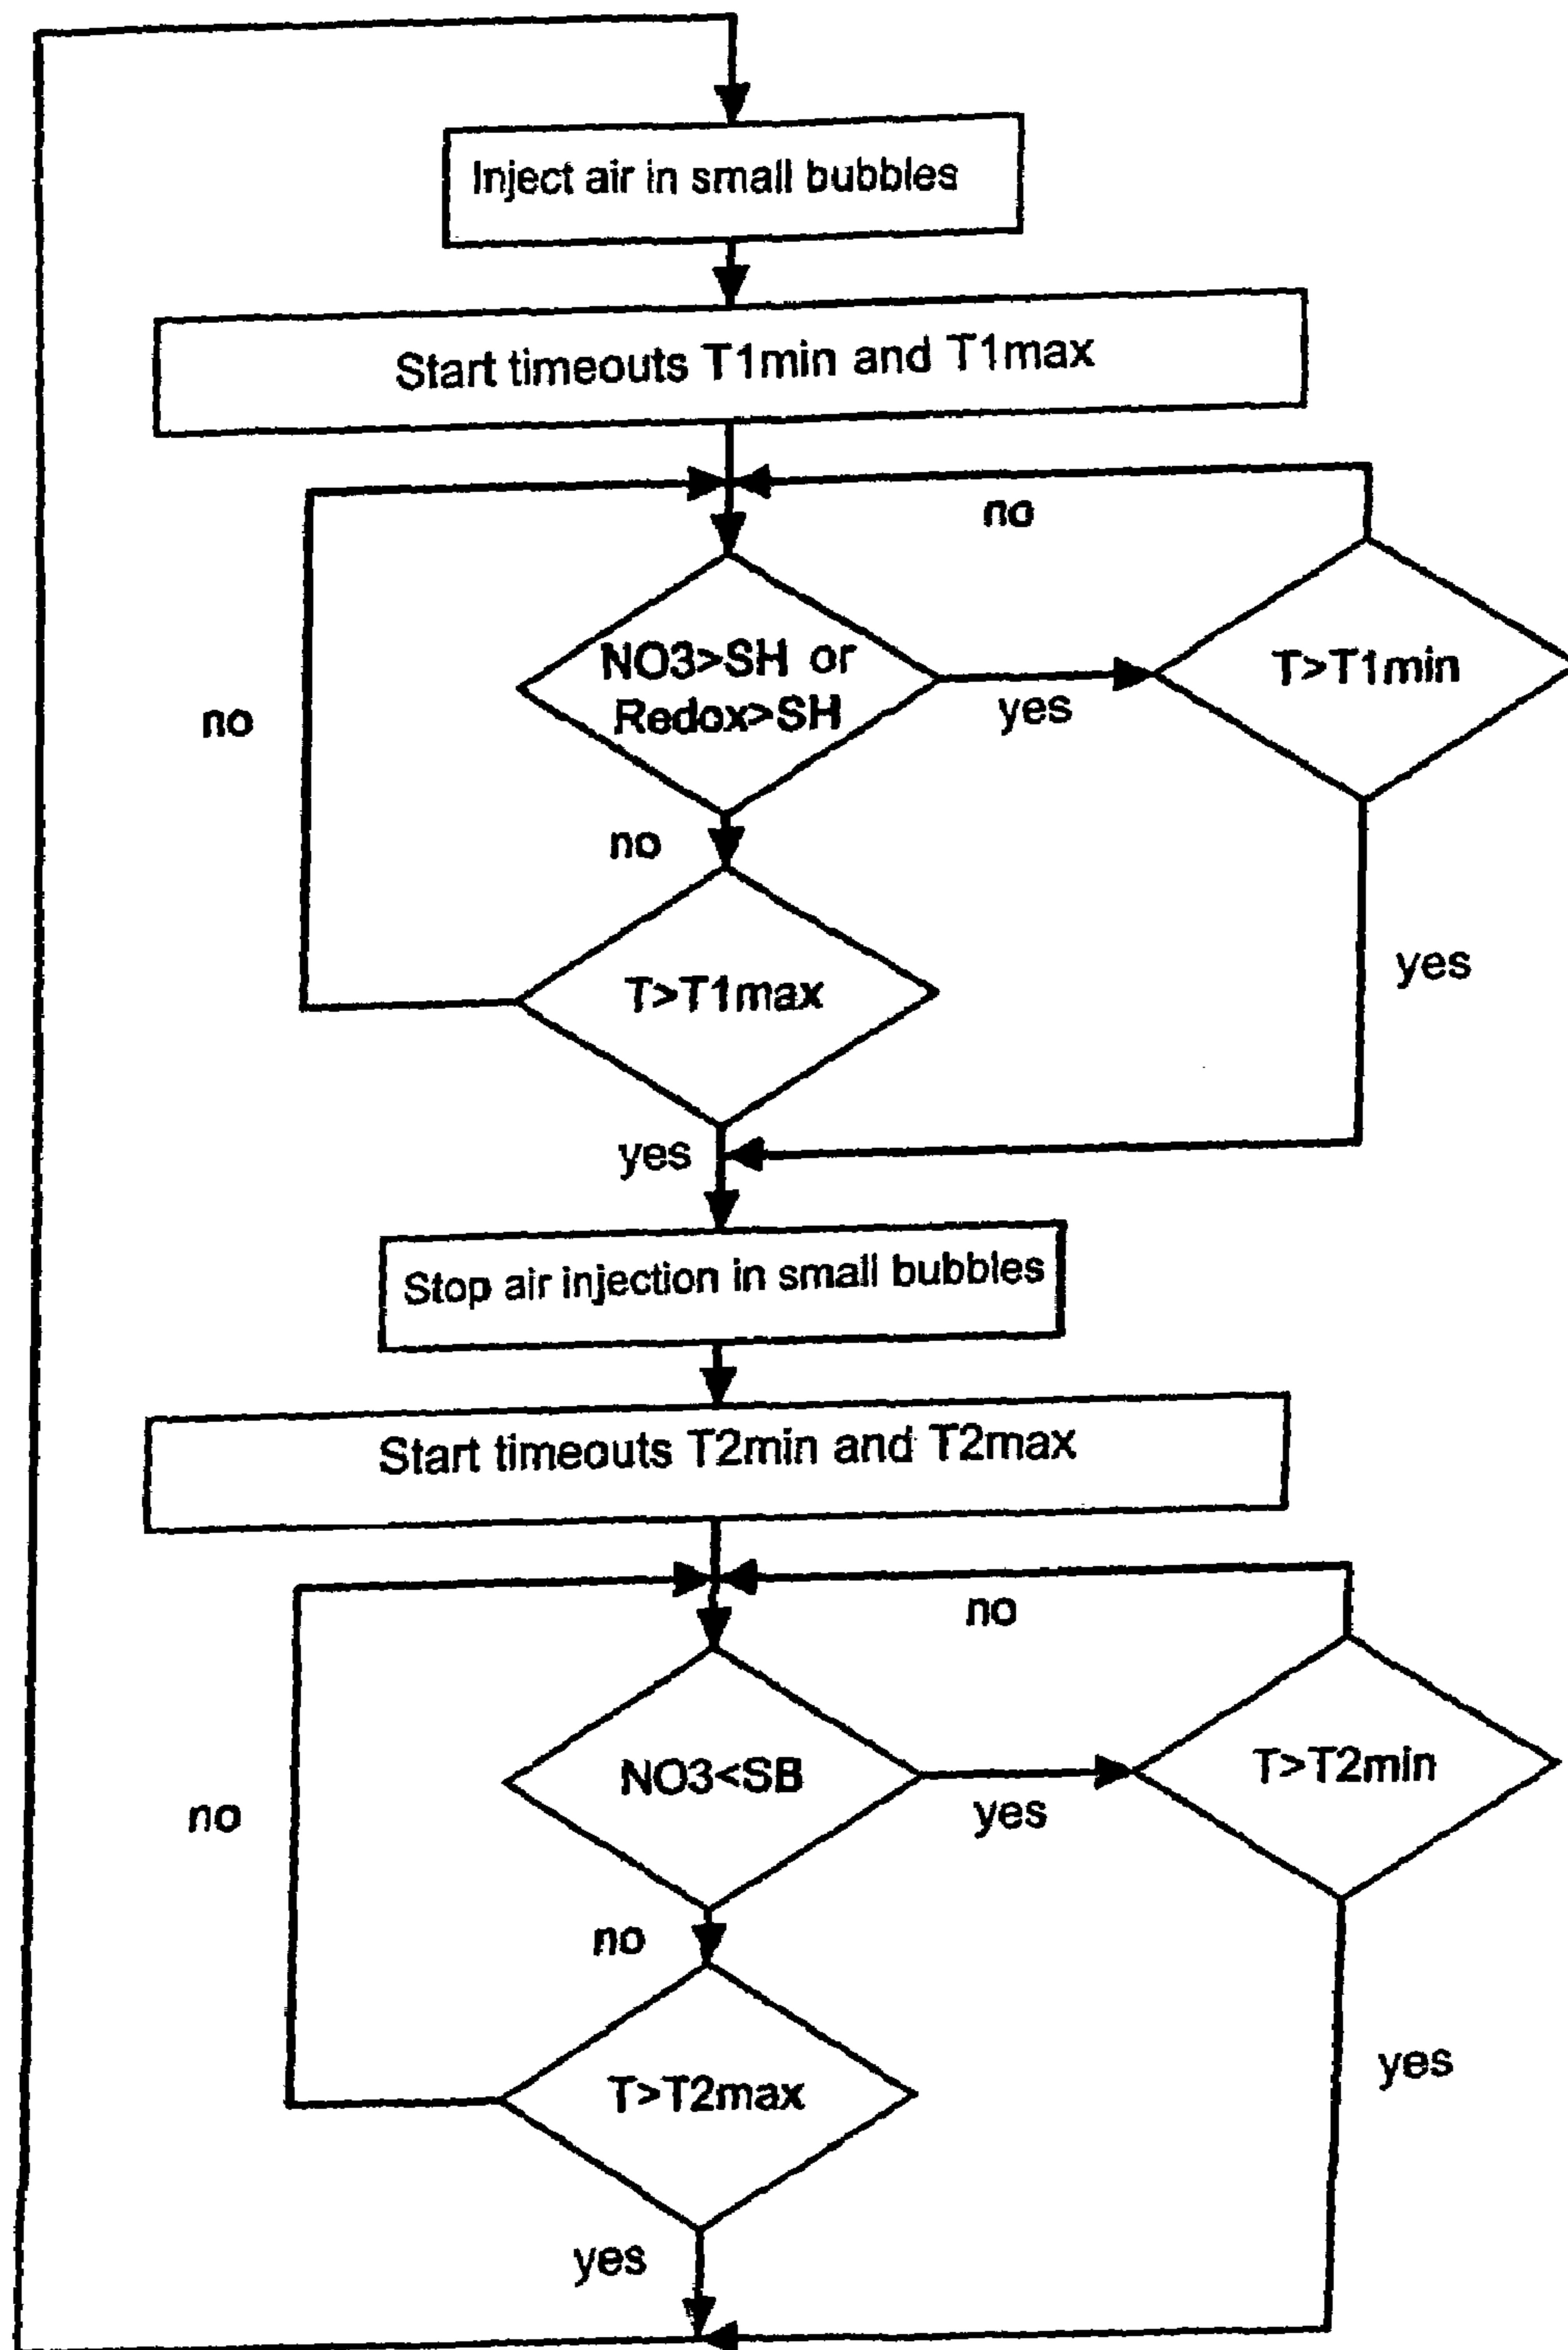 Inject air in small bubbles
Start timeouts T1min and T1max
no
NO3>SH or
Redox>SH
yes
T>T1min
no
no
T>T1max
yes
yes
Stop air injection in small bubbles
Start timeouts T2min and T2max
no
NO3<SB
yes
T>T2min
no
no
T>T2max
yes
yes